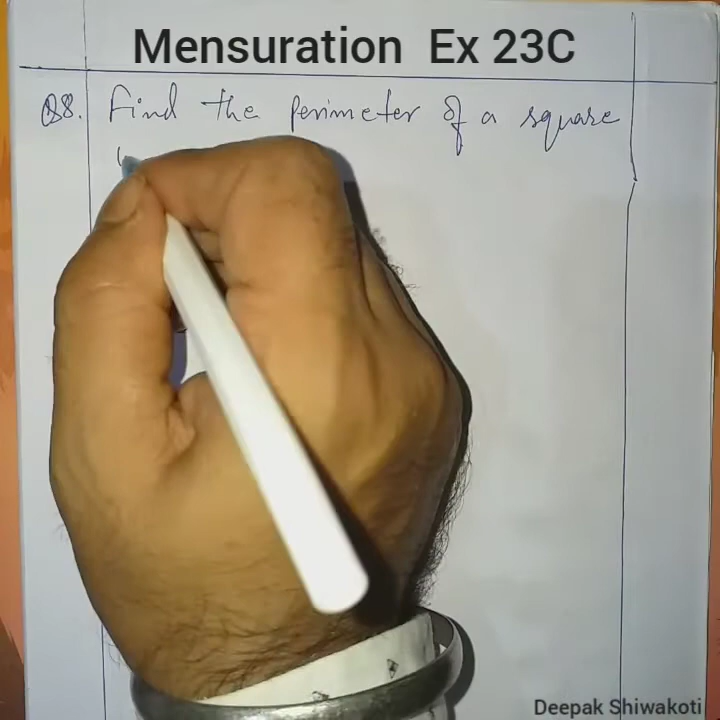 Mensuration Ex 23C
Q8. Find the perimeter of a square
Deepak Shiwakoti